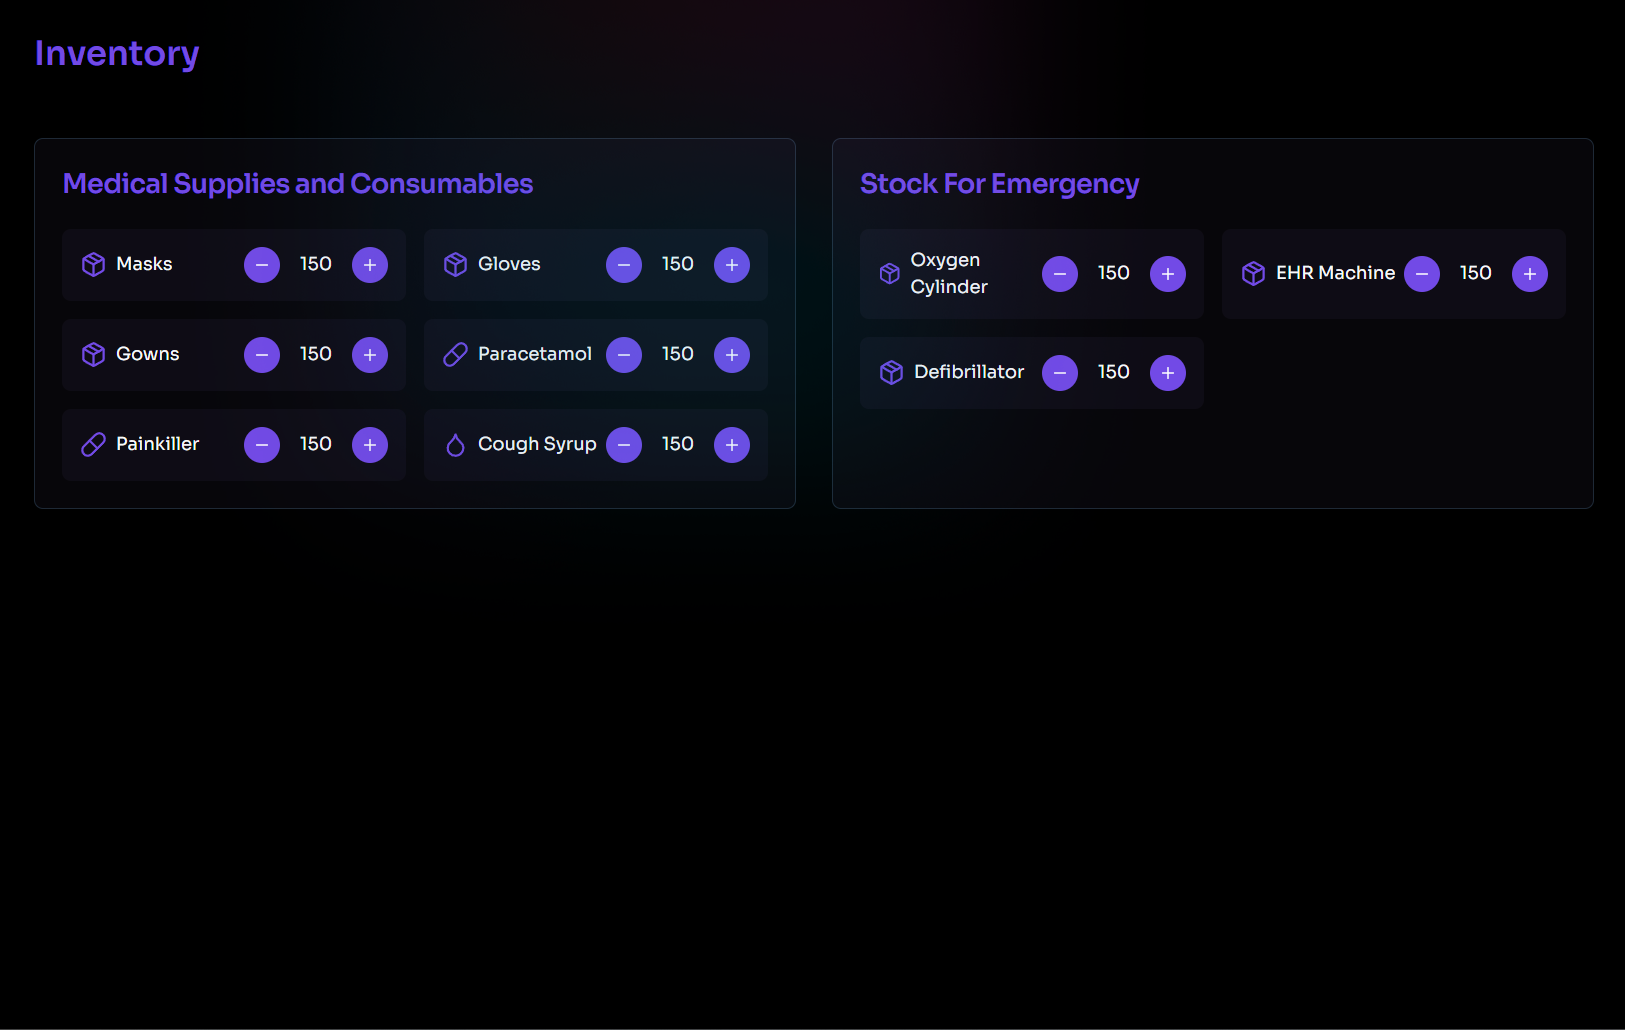 Inventory
Medical Supplies and Consumables
Masks − 150 +
Gloves − 150 +
Gowns − 150 +
Paracetamol − 150 +
Painkiller − 150 +
Cough Syrup − 150 +
Stock For Emergency
Oxygen
Cylinder − 150 +
EHR Machine − 150 +
Defibrillator − 150 +